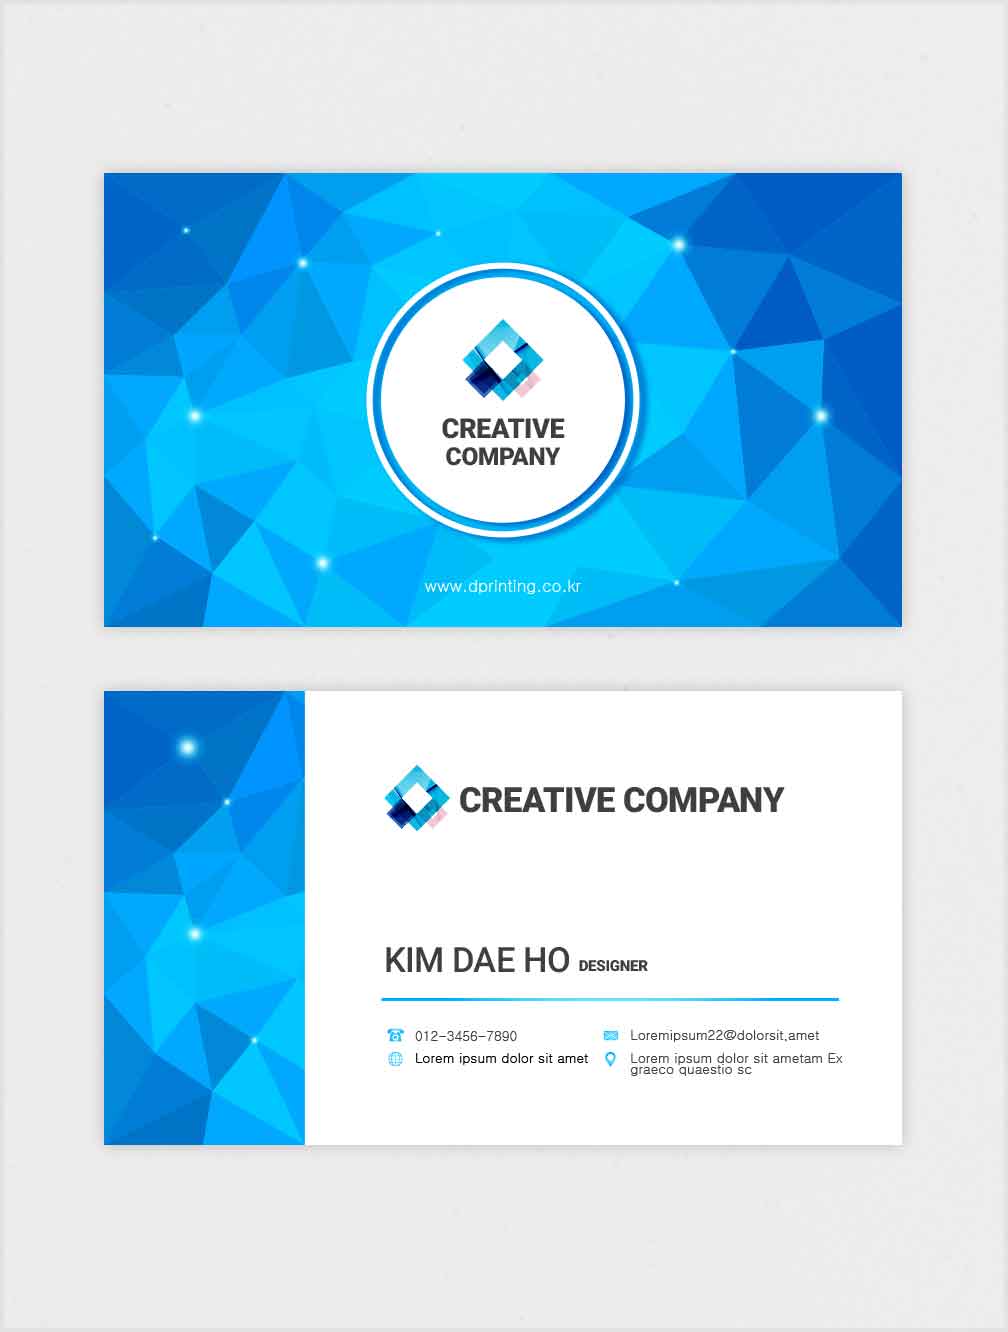 CREATIVE
COMPANY
www.dprinting.co.kr
CREATIVE COMPANY
KIM DAE HO DESIGNER
012-3456-7890
Loremipsum22@dolorsit,amet
Lorem ipsum dolor sit amet
Lorem ipsum dolor sit ametam Ex
graeco quaestio sc